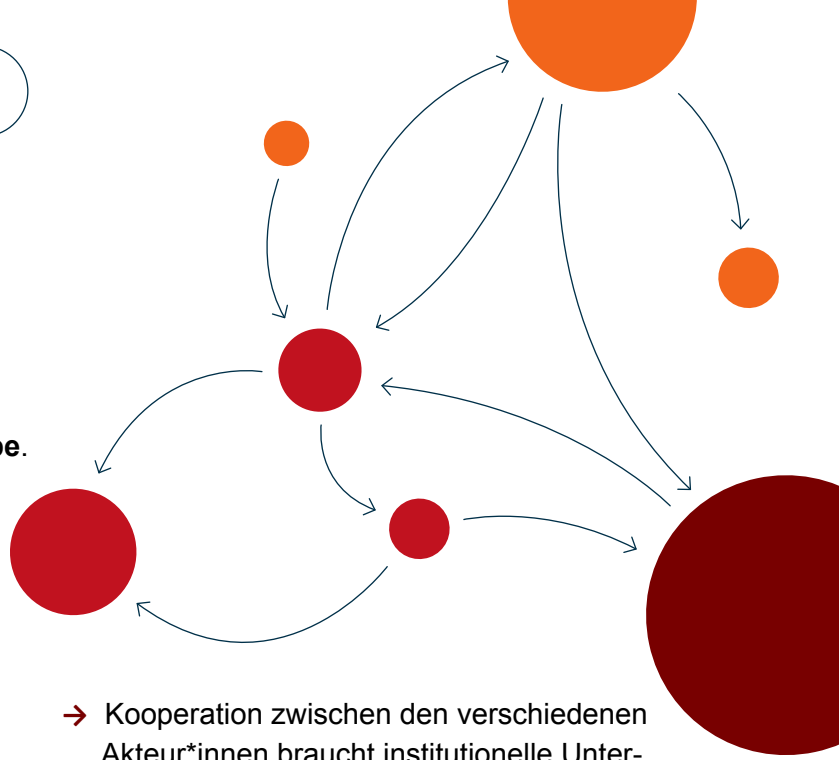 pe.
→ Kooperation zwischen den verschiedenen
Akteur*innen braucht institutionelle Unter-